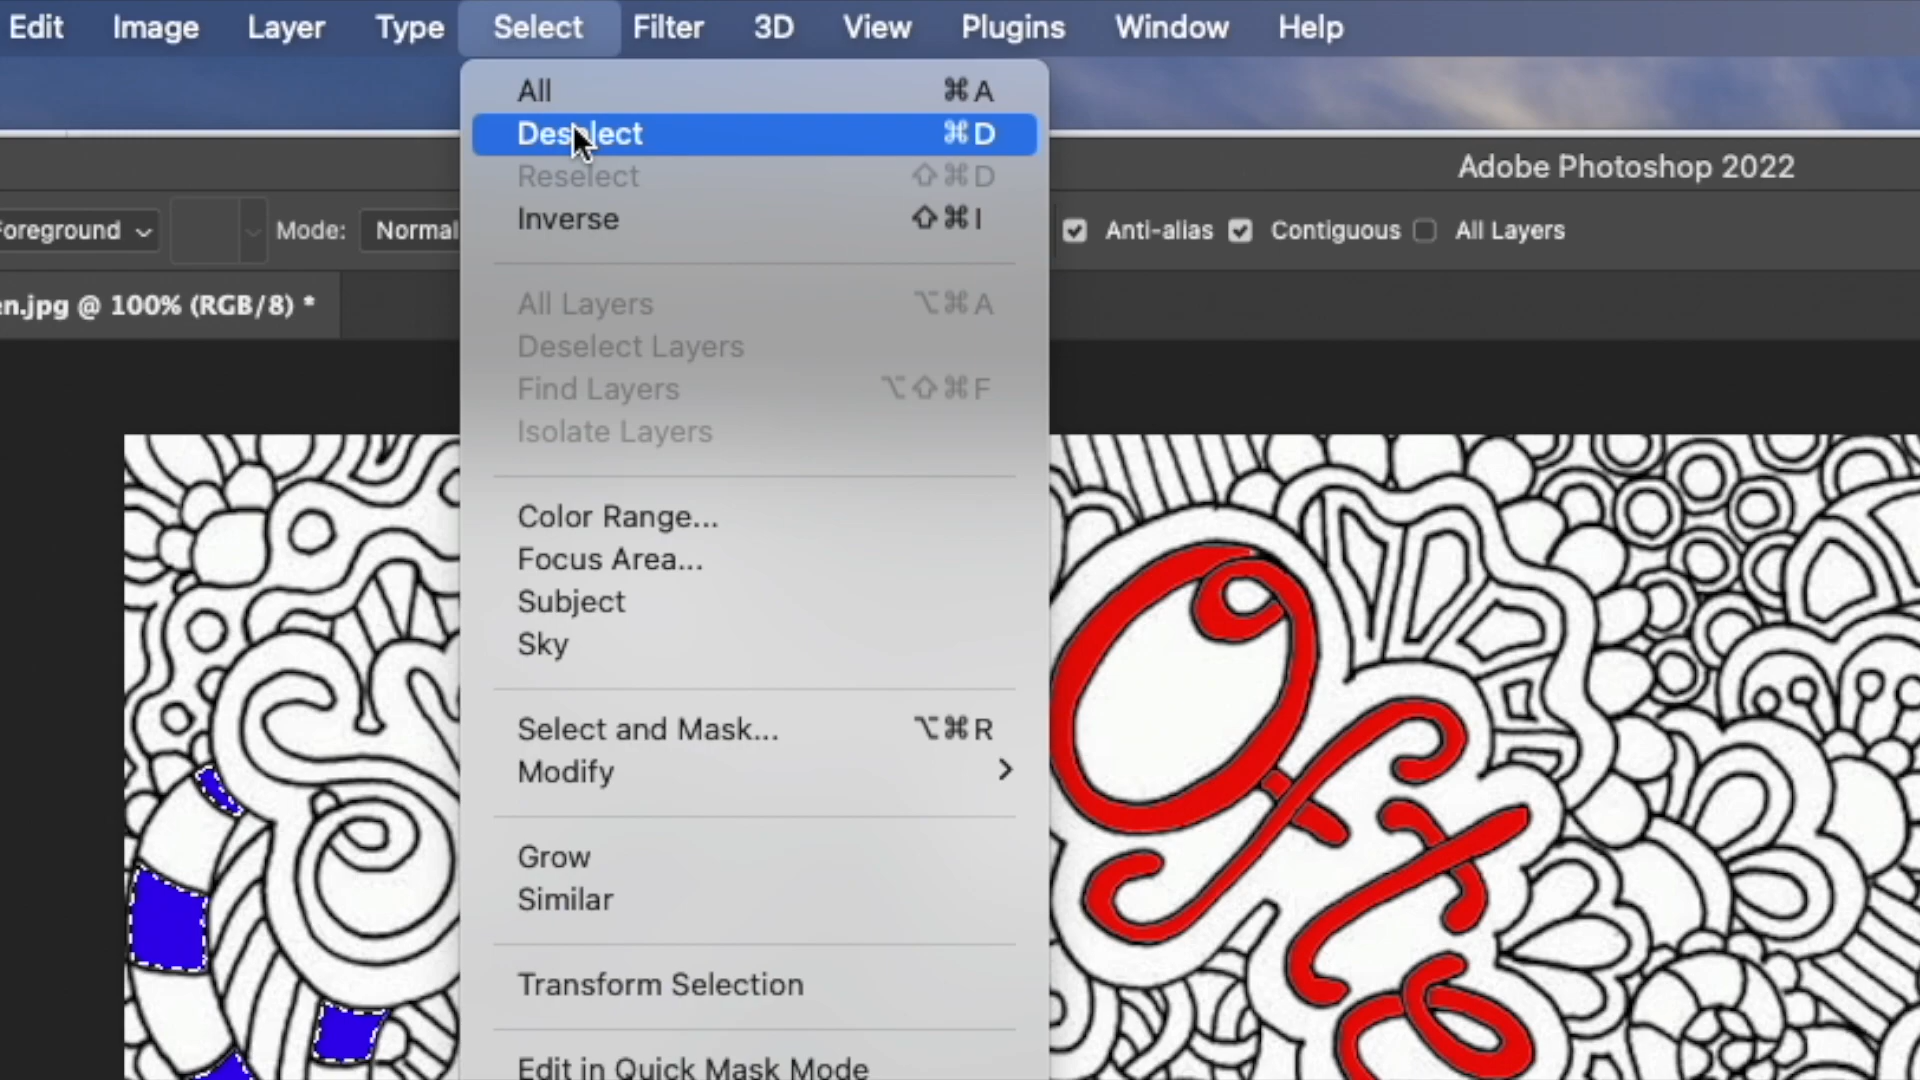 Edit Image Layer Type Select Filter 3D View Plugins Window Help
All ⌘A
Deselect ⌘D
Adobe Photoshop 2022
Reselect ⇧⌘D
Inverse ⇧⌘I
Foreground Mode: Normal Anti-alias Contiguous All Layers
en.jpg @ 100% (RGB/8) *
All Layers ⌥⌘A
Deselect Layers
Find Layers ⌥⇧⌘F
Isolate Layers
Color Range...
Focus Area...
Subject
Sky
Select and Mask... ⌥⌘R
Modify
Grow
Similar
Transform Selection
Edit in Quick Mask Mode